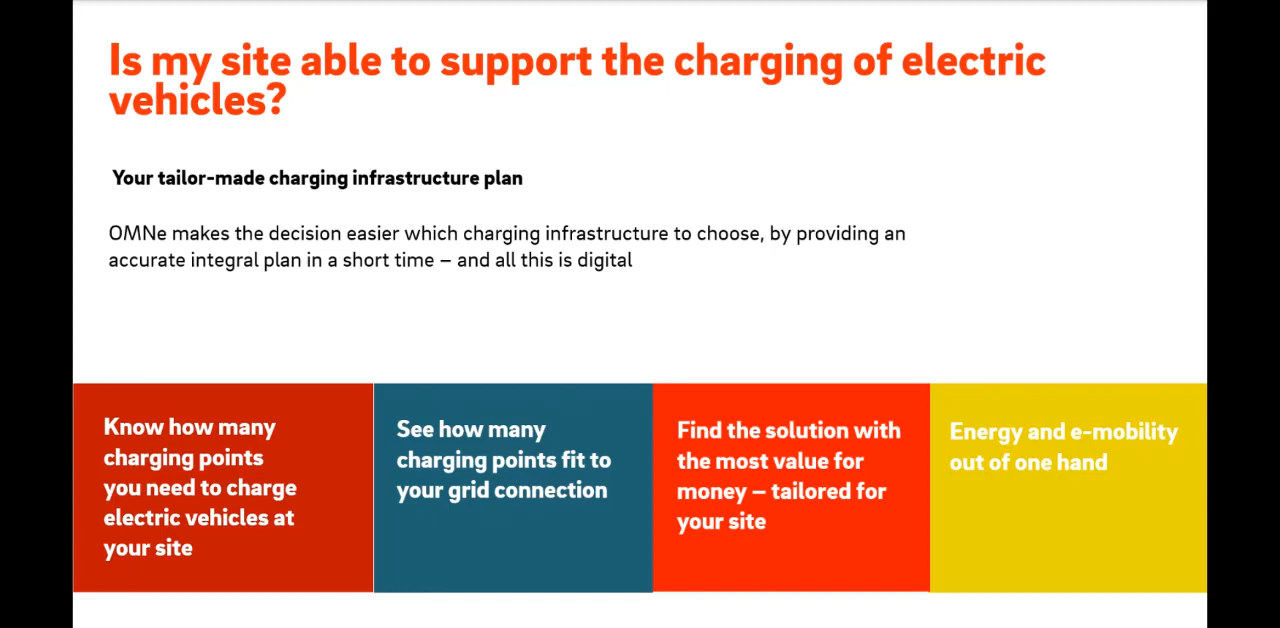 Is my site able to support the charging of electric
vehicles?
Your tailor-made charging infrastructure plan
OMNe makes the decision easier which charging infrastructure to choose, by providing an
accurate integral plan in a short time – and all this is digital
Know how many
charging points
you need to charge
electric vehicles at
your site
See how many
charging points fit to
your grid connection
Find the solution with
the most value for
money – tailored for
your site
Energy and e-mobility
out of one hand